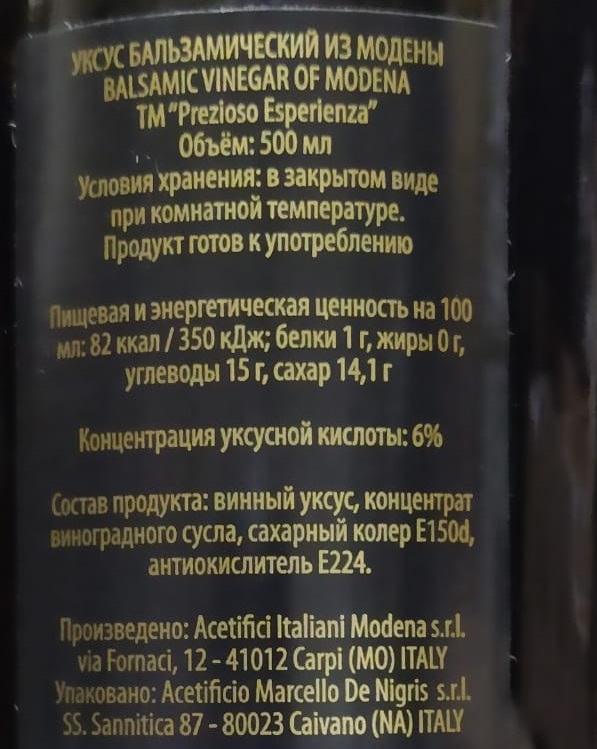 УКСУС БАЛЬЗАМИЧЕСКИЙ ИЗ МОДЕНЫ
BALSAMIC VINEGAR OF MODENA
TM "Prezioso Esperienza"
Объём: 500 мл
Условия хранения: в закрытом виде
при комнатной температуре.
Продукт готов к употреблению
Пищевая и энергетическая ценность на 100
мл: 82 ккал / 350 кДж; белки 1 г, жиры 0 г,
углеводы 15 г, сахар 14,1 г
Концентрация уксусной кислоты: 6%
Состав продукта: винный уксус, концентрат
виноградного сусла, сахарный колер Е150d,
антиокислитель Е224.
Произведено: Acetifici Italiani Modena s.r.l.
via Fornaci, 12 - 41012 Carpi (MO) ITALY
Упаковано: Acetificio Marcello De Nigris s.r.l.
SS. Sannitica 87 - 80023 Caivano (NA) ITALY